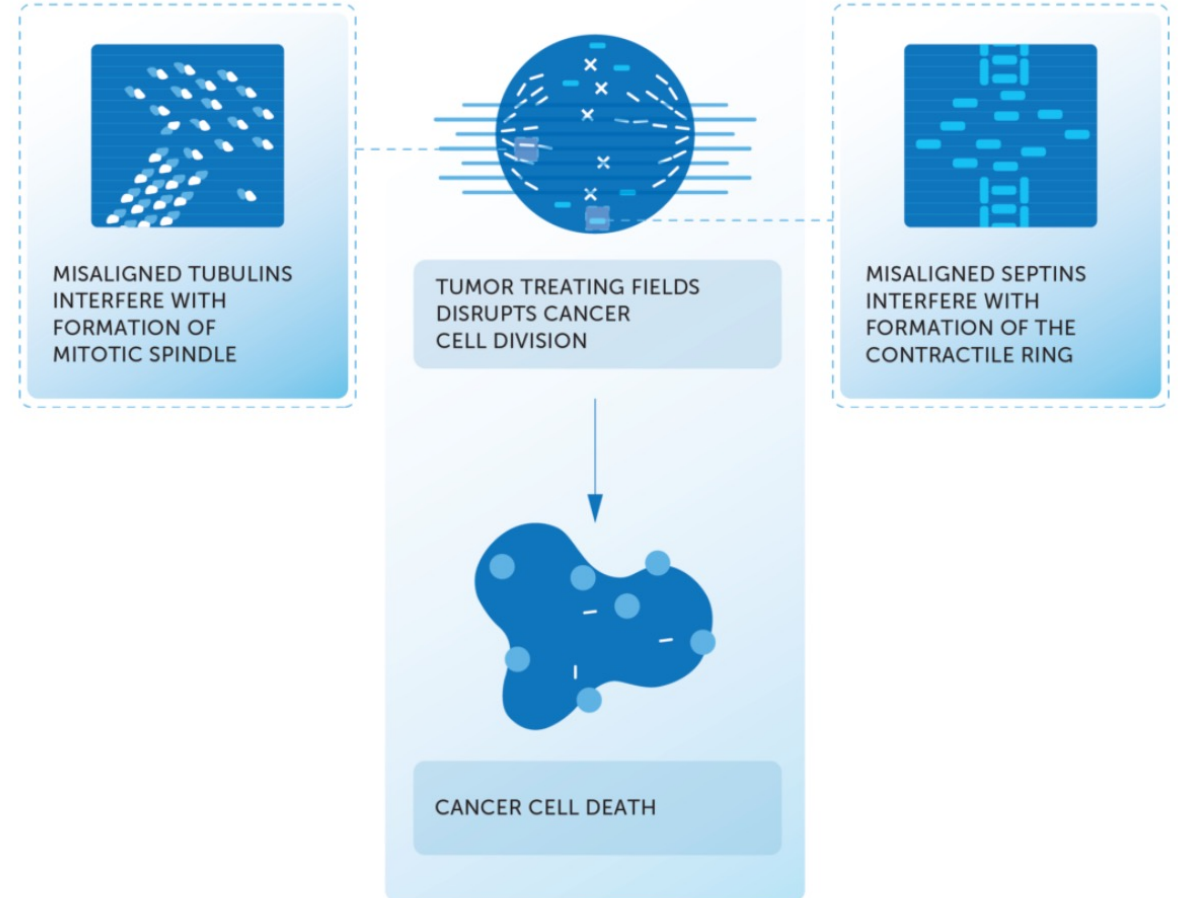 MISALIGNED TUBULINS
INTERFERE WITH
FORMATION OF
MITOTIC SPINDLE
TUMOR TREATING FIELDS
DISRUPTS CANCER
CELL DIVISION
MISALIGNED SEPTINS
INTERFERE WITH
FORMATION OF THE
CONTRACTILE RING
CANCER CELL DEATH